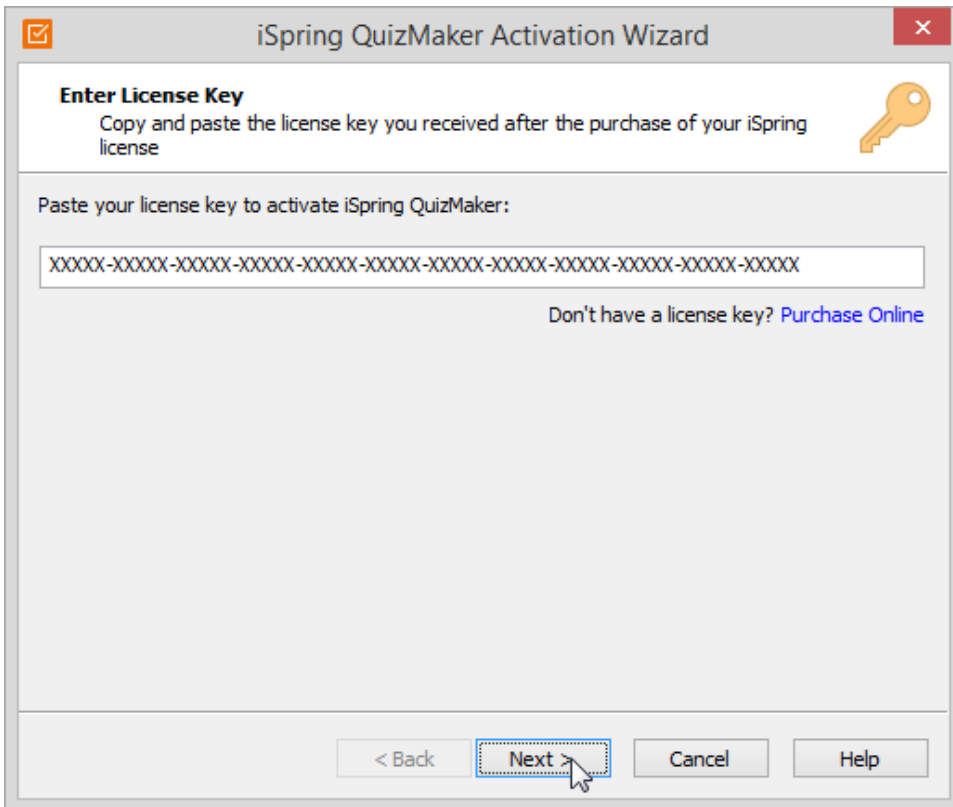 iSpring QuizMaker Activation Wizard
Enter License Key
Copy and paste the license key you received after the purchase of your iSpring
license
Paste your license key to activate iSpring QuizMaker:
XXXXX-XXXXX-XXXXX-XXXXX-XXXXX-XXXXX-XXXXX-XXXXX-XXXXX-XXXXX-XXXXX-XXXXX
Don't have a license key? Purchase Online
< Back Next > Cancel Help